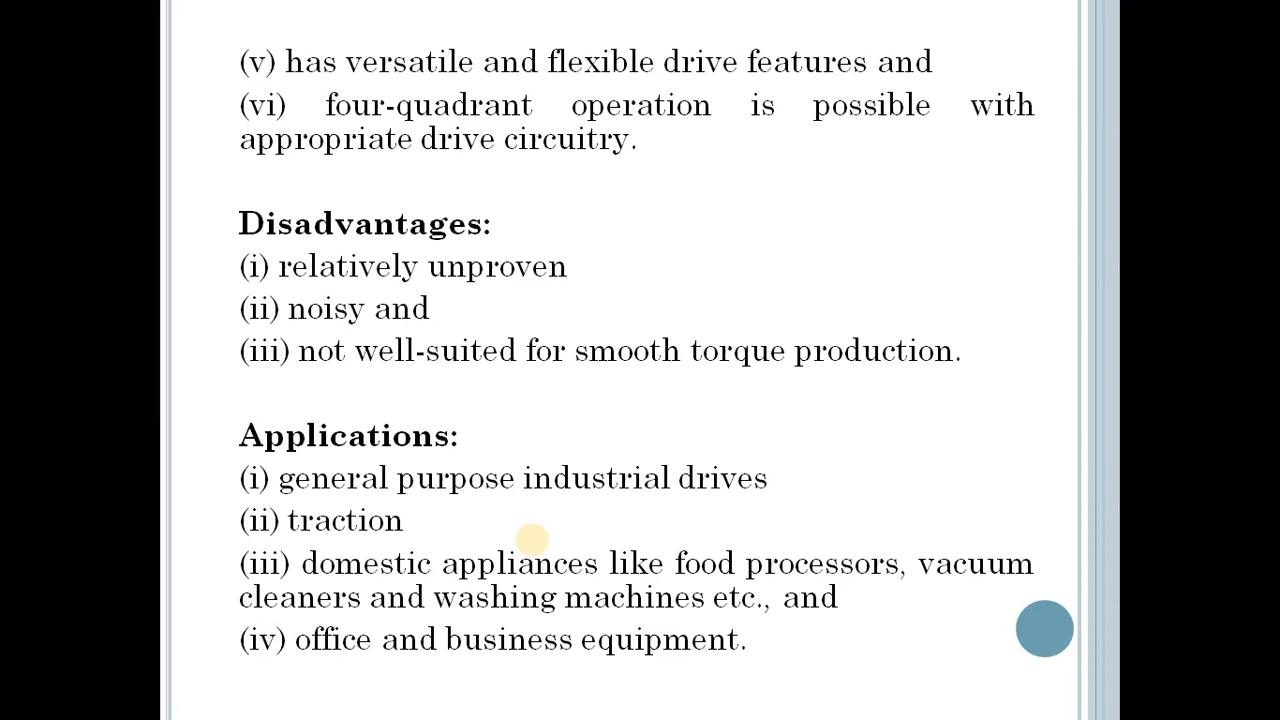 (v) has versatile and flexible drive features and
(vi) four-quadrant operation is possible with
appropriate drive circuitry.
Disadvantages:
(i) relatively unproven
(ii) noisy and
(iii) not well-suited for smooth torque production.
Applications:
(i) general purpose industrial drives
(ii) traction
(iii) domestic appliances like food processors, vacuum
cleaners and washing machines etc., and
(iv) office and business equipment.